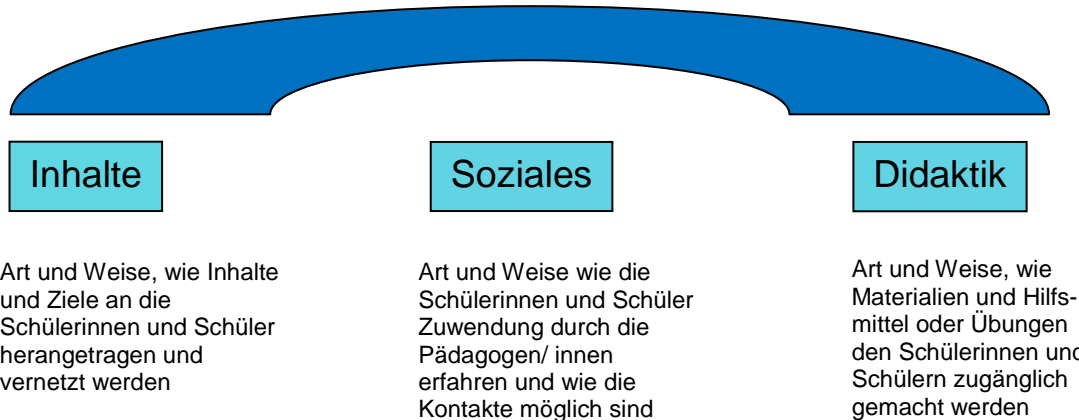 Inhalte
Art und Weise, wie Inhalte
und Ziele an die
Schülerinnen und Schüler
herangetragen und
vernetzt werden
Soziales
Art und Weise wie die
Schülerinnen und Schüler
Zuwendung durch die
Pädagogen/ innen
erfahren und wie die
Kontakte möglich sind
Didaktik
Art und Weise, wie
Materialien und Hilfs-
mittel oder Übungen
den Schülerinnen und
Schülern zugänglich
gemacht werden